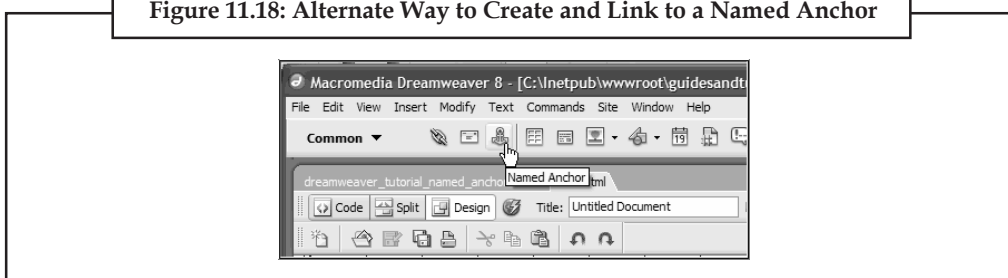 Figure 11.18: Alternate Way to Create and Link to a Named Anchor
Macromedia Dreamweaver 8 - [C:\Inetpub\wwwroot\guidesandt
File Edit View Insert Modify Text Commands Site Window Help
Common
19
Named Anchor
dreamweaver_tutorial_named_ancho tml
Code Split Design Title: Untitled Document